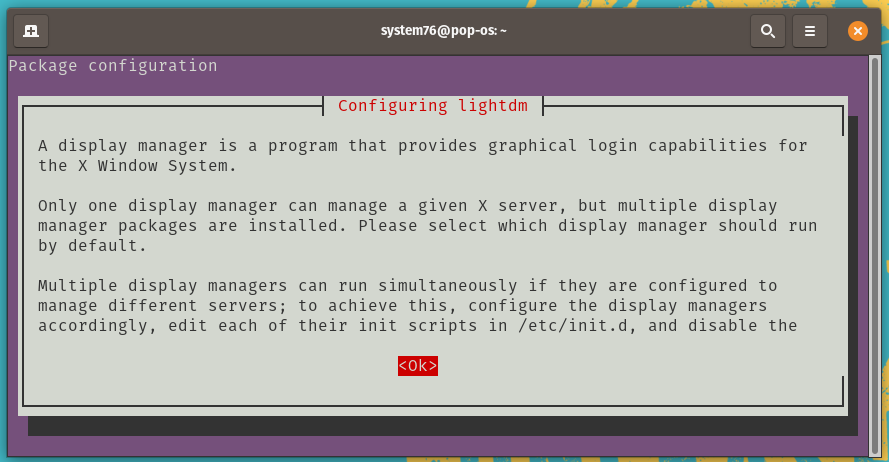 system76@pop-os: ~
Package configuration
Configuring lightdm
A display manager is a program that provides graphical login capabilities for
the X Window System.
Only one display manager can manage a given X server, but multiple display
manager packages are installed. Please select which display manager should run
by default.
Multiple display managers can run simultaneously if they are configured to
manage different servers; to achieve this, configure the display managers
accordingly, edit each of their init scripts in /etc/init.d, and disable the
<Ok>